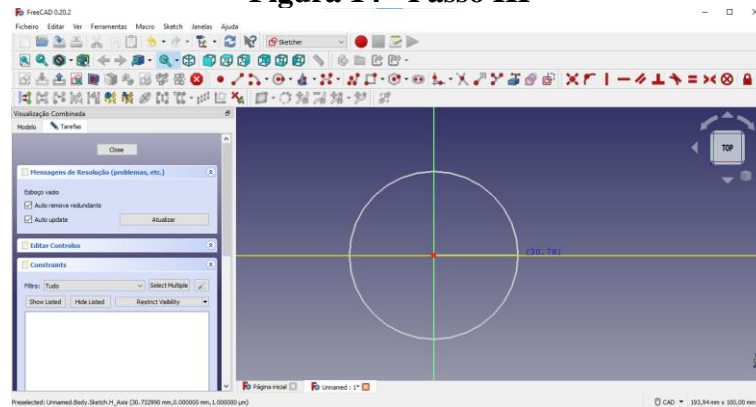 Figura 14 – Passo III
FreeCAD 0.20.2
Ficheiro Editar Ver Ferramentas Macro Sketch Janelas Ajuda
Sketcher
Visualização Combinada
Modelo Tarefas
Close
Mensagens de Resolução (problemas, etc.)
Esboço vazio
Auto remove redundante
Auto update Atualizar
Editar Controlos
Constraints
Filtro: Tudo Select Multiple
Show Listed Hide Listed Restrict Visibility
TOP
(30.7R)
Página inicial Unnamed : 1*
Preselected: Unnamed.Body.Sketch.H_Axis (30.732990 mm,0.000000 mm,1.000000 µm) CAD 193,94 mm x 100,00 mm